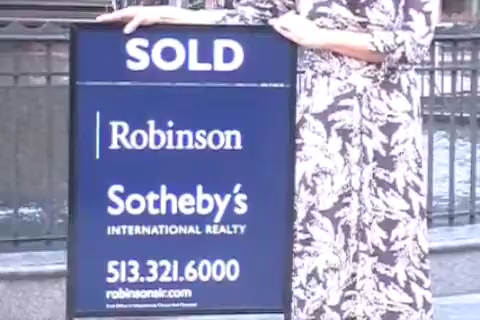 SOLD
Robinson
Sotheby's
INTERNATIONAL REALTY
513.321.6000
robinsonsir.com